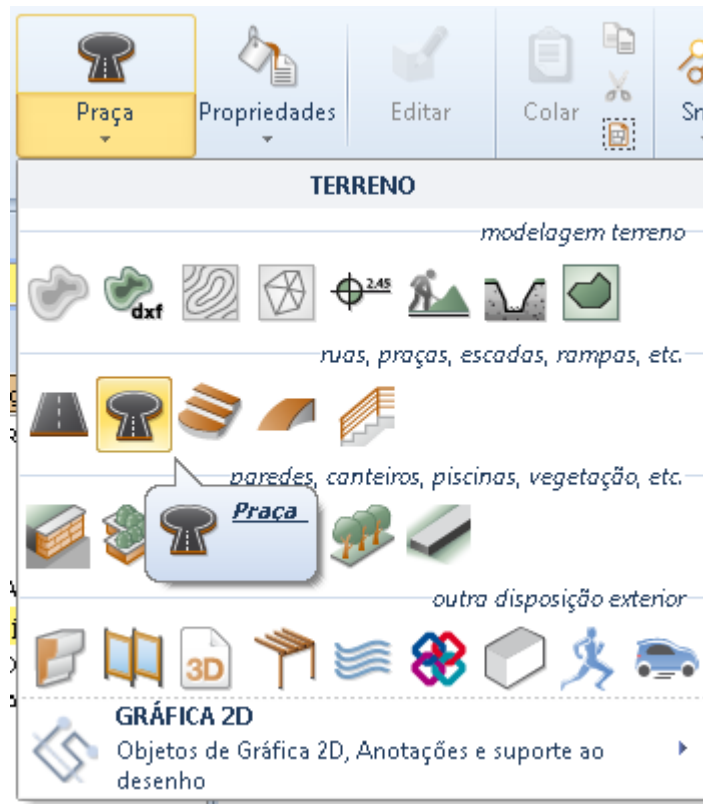 Praça
Propriedades
Editar
Colar
TERRENO
modelagem terreno
dxf
2.45
ruas, praças, escadas, rampas, etc.
paredes, canteiros, piscinas, vegetação, etc.
Praça
outra disposição exterior
3D
GRÁFICA 2D
Objetos de Gráfica 2D, Anotações e suporte ao
desenho